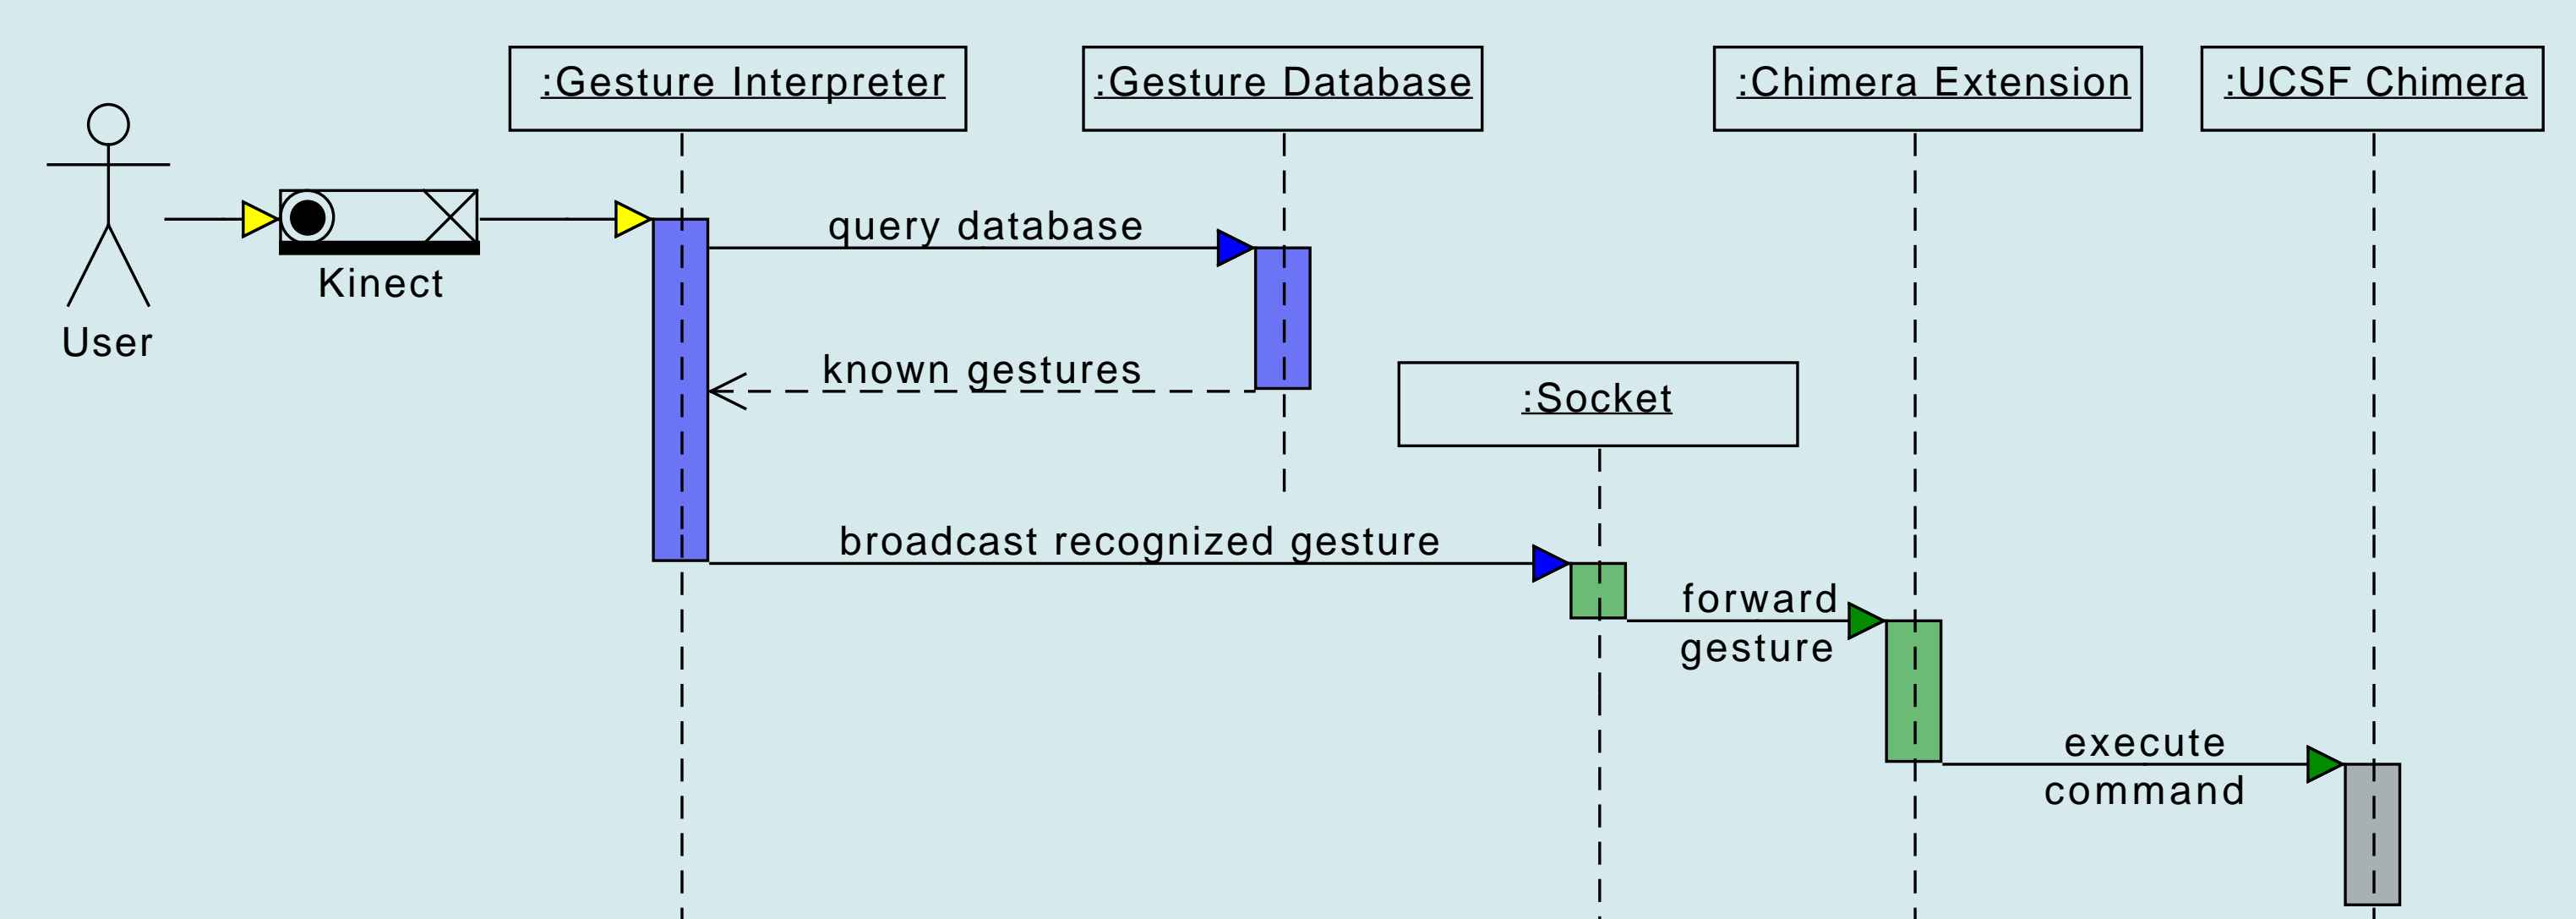 :Gesture Interpreter
:Gesture Database
:Chimera Extension
:UCSF Chimera
query database
Kinect
User
known gestures
:Socket
broadcast recognized gesture
forward
gesture
execute
command